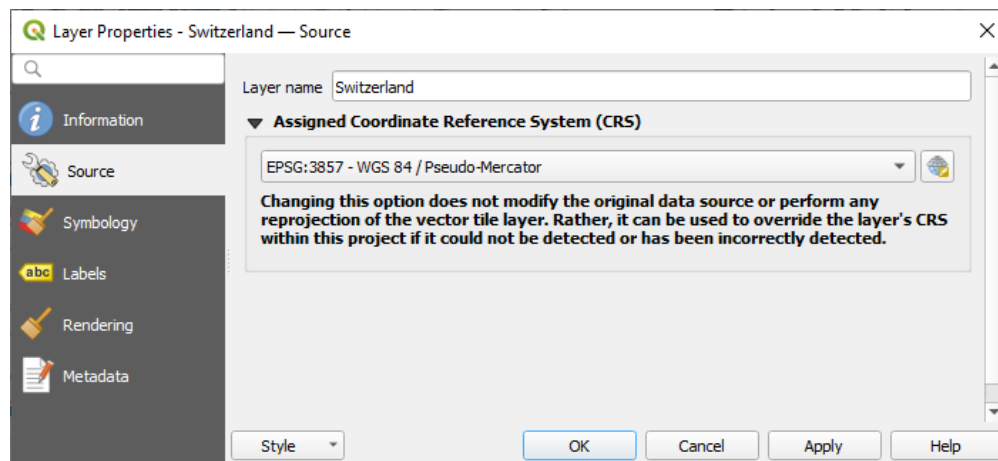 Layer Properties - Switzerland — Source
Layer name Switzerland
Information
Assigned Coordinate Reference System (CRS)
Source
EPSG:3857 - WGS 84 / Pseudo-Mercator
Changing this option does not modify the original data source or perform any
reprojection of the vector tile layer. Rather, it can be used to override the layer's CRS
within this project if it could not be detected or has been incorrectly detected.
Symbology
abc Labels
Rendering
Metadata
Style OK Cancel Apply Help